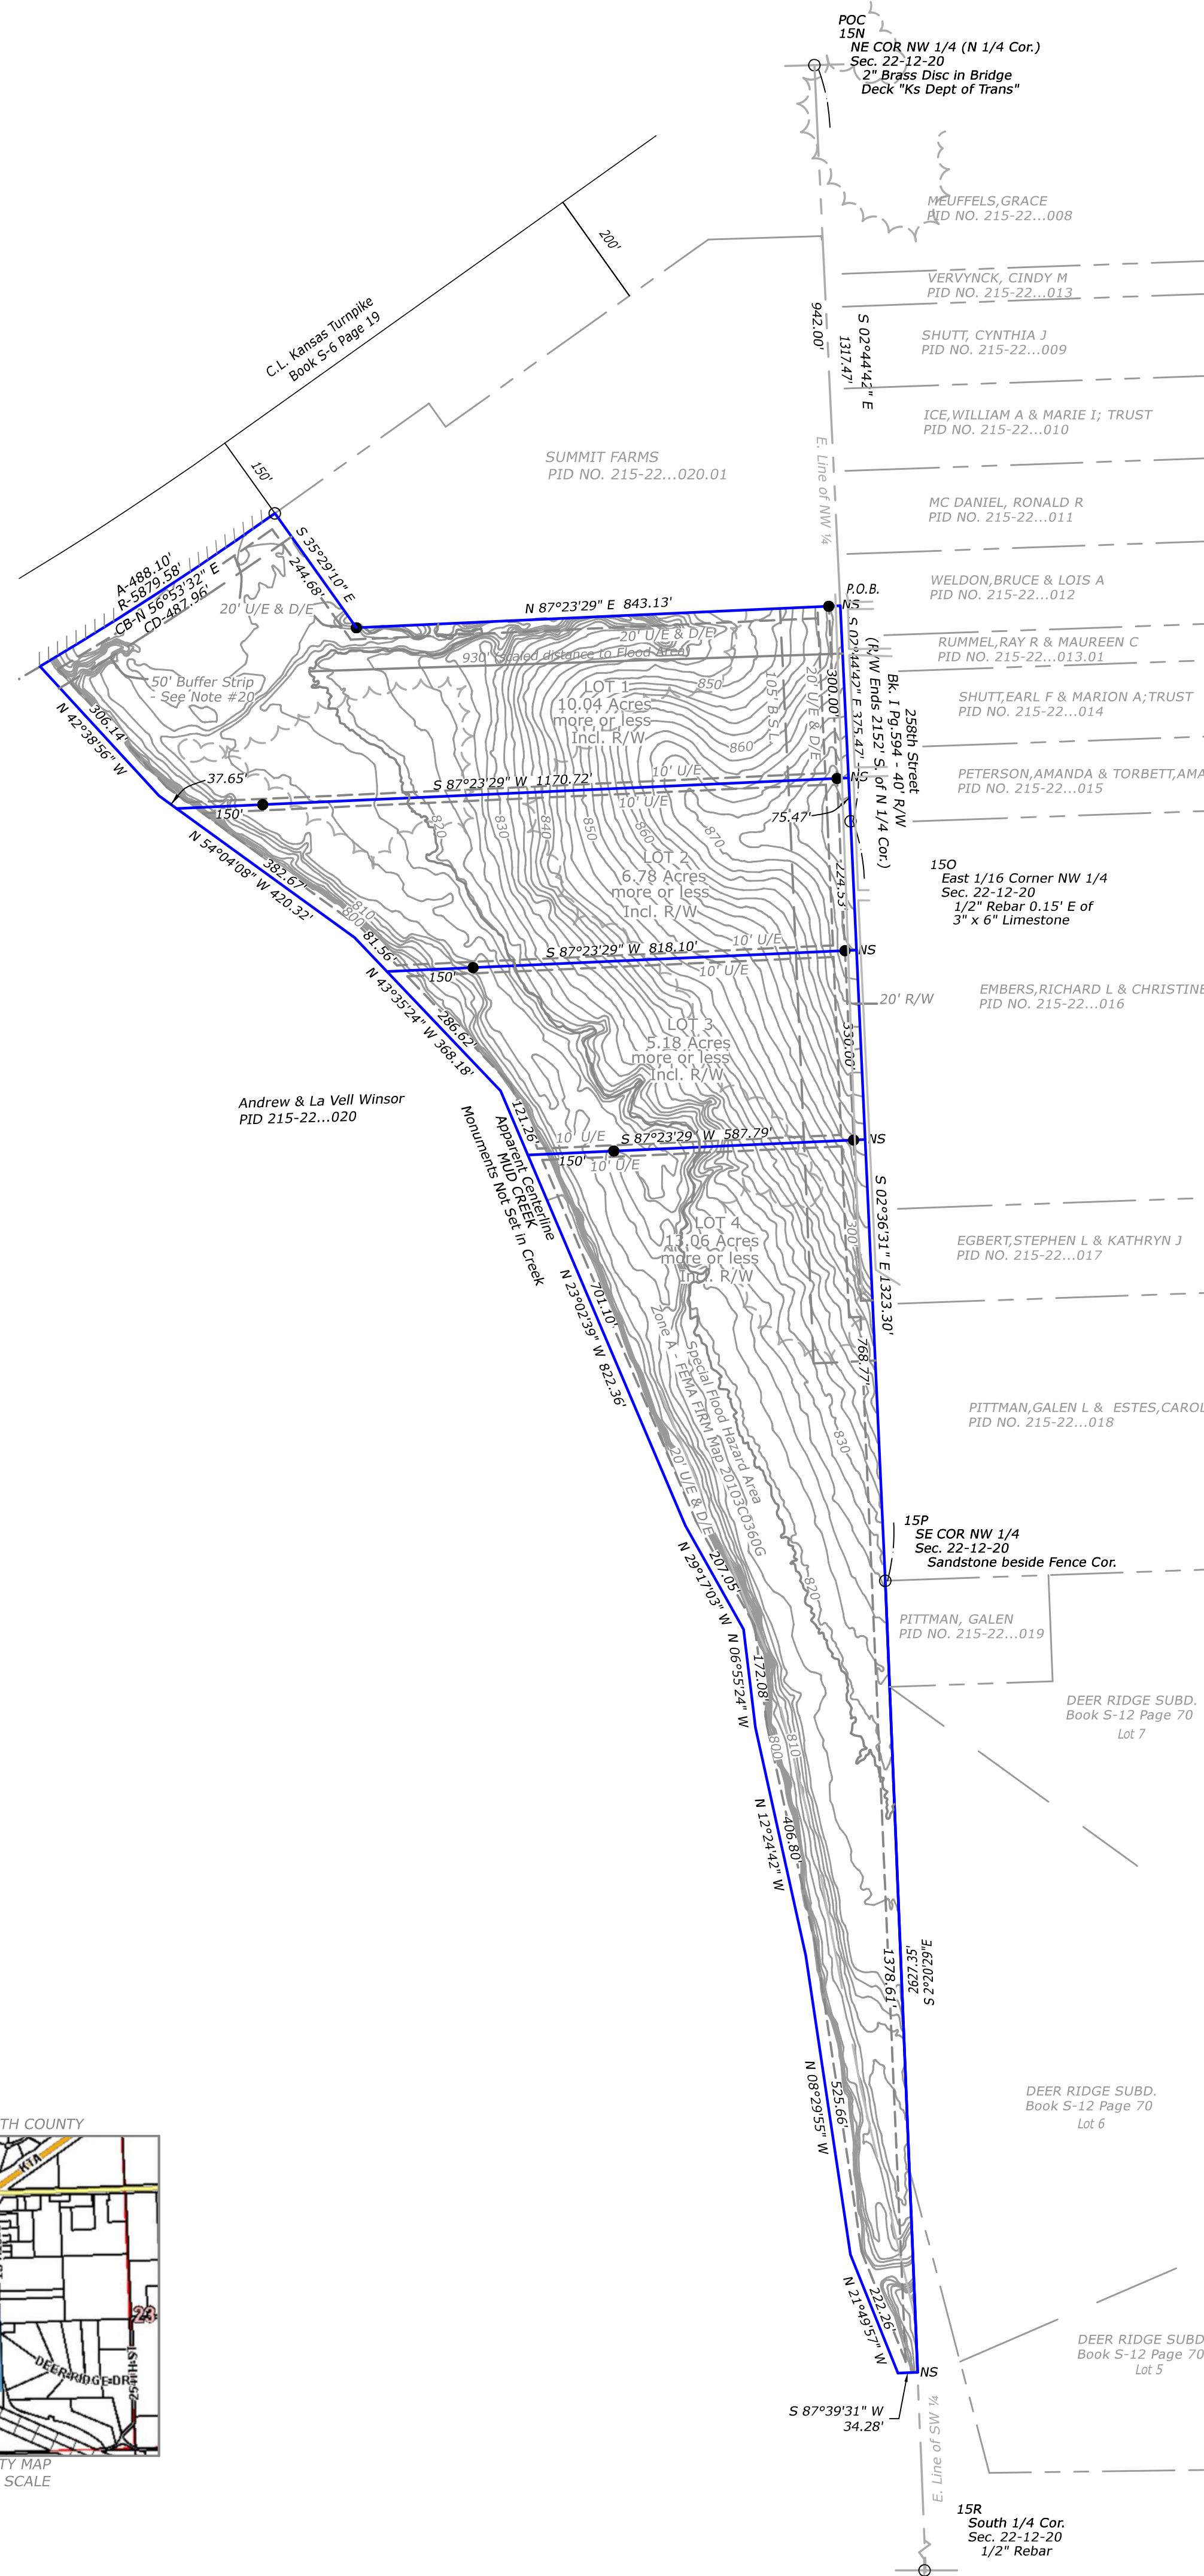 POC
15N
NE COR NW 1/4 (N 1/4 Cor.)
Sec. 22-12-20
2" Brass Disc in Bridge
Deck "Ks Dept of Trans"
MEUFFELS,GRACE
PID NO. 215-22...008
200'
VERVYNCK, CINDY M
PID NO. 215-22...013
C.L. Kansas Turnpike
Book S-6 Page 19
942.00'
S 02°44'42" E
1317.47'
SHUTT, CYNTHIA J
PID NO. 215-22...009
ICE,WILLIAM A & MARIE I; TRUST
PID NO. 215-22...010
E. Line of NW ¼
SUMMIT FARMS
PID NO. 215-22...020.01
150'
MC DANIEL, RONALD R
PID NO. 215-22...011
A-488.10'
R-5879.58'
CB-N 56°53'32" E
CD-487.96'
S 35°29'10" E
244.68'
WELDON,BRUCE & LOIS A
PID NO. 215-22...012
P.O.B.
NS
N 87°23'29" E  843.13'
20' U/E & D/E
20' U/E & D/E
930' (scaled distance to Flood Area)
RUMMEL,RAY R & MAUREEN C
PID NO. 215-22...013.01
50' Buffer Strip
- See Note #20
LOT 1
10.04 Acres
more or less
Incl. R/W
850
860
105' B.S.L.
20' U/E & D/E
300.00'
S 02°44'42" E 375.47'
(R/W Ends 2152' S. of N 1/4 Cor.)
Bk. I Pg.594 - 40' R/W
258th Street
SHUTT,EARL F & MARION A;TRUST
PID NO. 215-22...014
306.14'
N 42°38'56" W
37.65'
S 87°23'29" W  1170.72'
10' U/E
10' U/E
NS
PETERSON,AMANDA & TORBETT,AMA
PID NO. 215-22...015
150'
75.47'
820
830
840
850
860
870
382.67'
N 54°04'08" W 420.32'
LOT 2
6.78 Acres
more or less
Incl. R/W
224.53'
15O
East 1/16 Corner NW 1/4
Sec. 22-12-20
1/2" Rebar 0.15' E of
3" x 6" Limestone
810
800
81.56'
S 87°23'29" W  818.10'
10' U/E
10' U/E
NS
150'
N 43°35'24" W 368.18'
286.62'
20' R/W
EMBERS,RICHARD L & CHRISTINE
PID NO. 215-22...016
LOT 3
5.18 Acres
more or less
Incl. R/W
330.00'
Andrew & La Vell Winsor
PID 215-22...020
121.26'
Apparent Centerline
MUD CREEK
Monuments Not Set in Creek
10' U/E
S 87°23'29" W  587.79'
10' U/E
150'
NS
LOT 4
13.06 Acres
more or less
Incl. R/W
300'
S 02°36'31" E 1323.30'
EGBERT,STEPHEN L & KATHRYN J
PID NO. 215-22...017
701.10'
N 23°02'39" W  822.36'
Special Flood Hazard Area
Zone A - FEMA FIRM Map 20103C0360G
768.77'
PITTMAN,GALEN L &  ESTES,CAROL
PID NO. 215-22...018
830
20' U/E & D/E
15P
SE COR NW 1/4
Sec. 22-12-20
Sandstone beside Fence Cor.
207.05'
N 29°17'03" W
820
PITTMAN, GALEN
PID NO. 215-22...019
172.08'
N 06°55'24" W
DEER RIDGE SUBD.
Book S-12 Page 70
Lot 7
800
810
406.80'
N 12°24'42" W
1378.61'
S 2°20'29" E
2627.35'
525.66'
N 08°29'55" W
DEER RIDGE SUBD.
Book S-12 Page 70
Lot 6
TH COUNTY
KTA
23
DEER RIDGE DR
254TH ST
TY MAP
SCALE
222.26'
N 21°49'57" W
NS
S 87°39'31" W
34.28'
DEER RIDGE SUBD
Book S-12 Page 70
Lot 5
E. Line of SW ¼
15R
South 1/4 Cor.
Sec. 22-12-20
1/2" Rebar